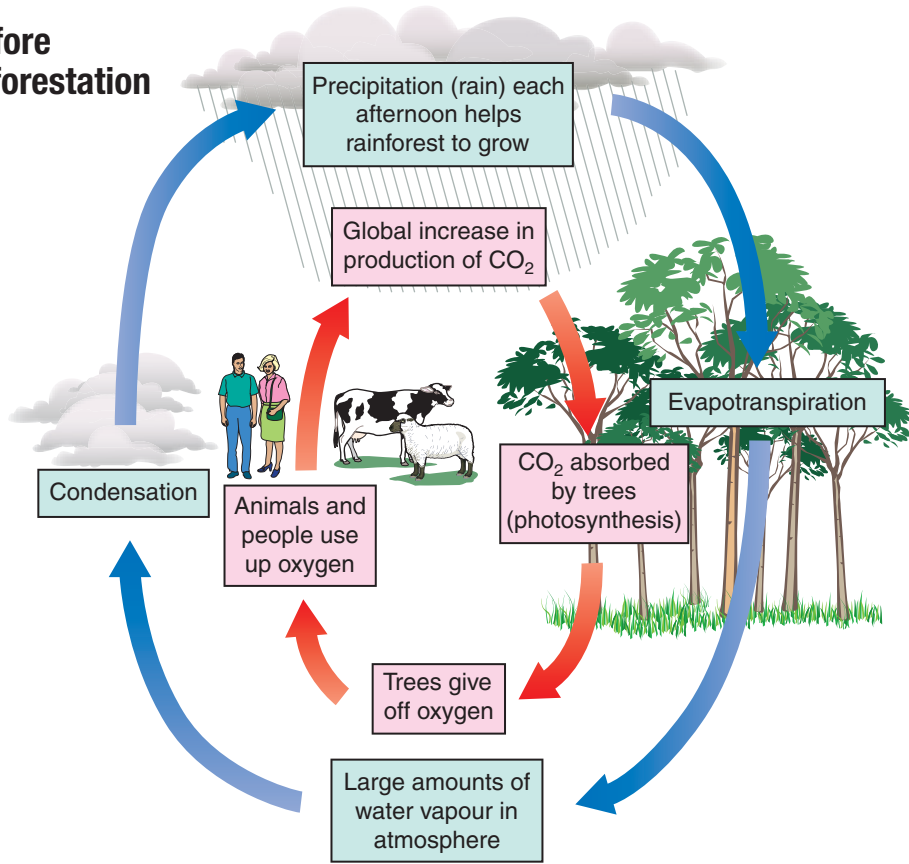 fore
forestation
Precipitation (rain) each
afternoon helps
rainforest to grow
Global increase in
production of CO₂
Evapotranspiration
CO₂ absorbed
by trees
(photosynthesis)
Condensation
Animals and
people use
up oxygen
Trees give
off oxygen
Large amounts of
water vapour in
atmosphere